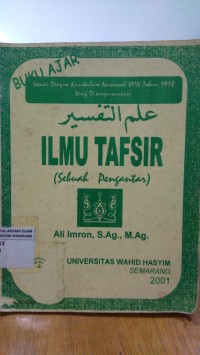 BUKU AJAR
Sesuai Dengan Kurikulum Nasional IAIN Tahun 1998
Yang Disempurnakan
علم التفسير
ILMU TAFSIR
(Sebuah Pengantar)
Ali Imron, S.Ag., M.Ag.
UNIVERSITAS WAHID HASYIM
SEMARANG
2001